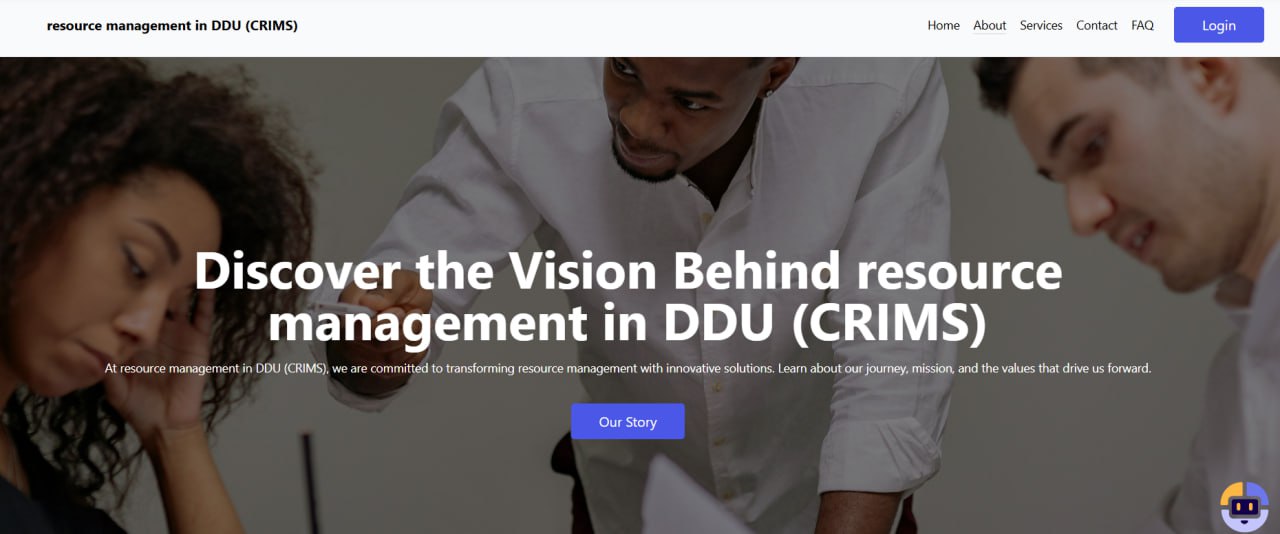 resource management in DDU (CRIMS)
Home About Services Contact FAQ Login
Discover the Vision Behind resource
management in DDU (CRIMS)
At resource management in DDU (CRIMS), we are committed to transforming resource management with innovative solutions. Learn about our journey, mission, and the values that drive us forward.
Our Story